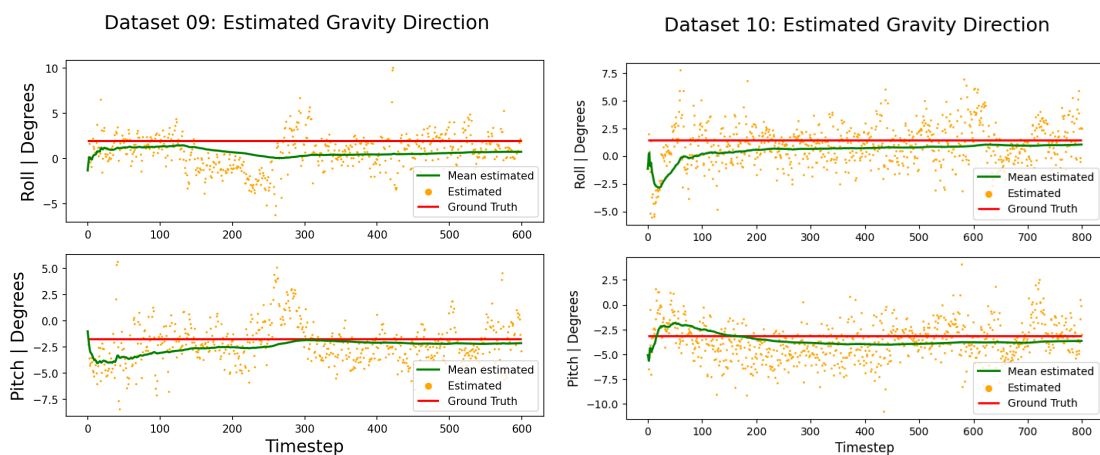 Dataset 09: Estimated Gravity Direction
Roll | Degrees
10
5
0
−5
Mean estimated
Estimated
Ground Truth
0 100 200 300 400 500 600
Pitch | Degrees
5.0
2.5
0.0
−2.5
−5.0
−7.5
Mean estimated
Estimated
Ground Truth
0 100 200 300 400 500 600
Timestep
Dataset 10: Estimated Gravity Direction
Roll | Degrees
7.5
5.0
2.5
0.0
−2.5
−5.0
Mean estimated
Estimated
Ground Truth
0 100 200 300 400 500 600 700 800
Pitch | Degrees
2.5
0.0
−2.5
−5.0
−7.5
−10.0
Mean estimated
Estimated
Ground Truth
0 100 200 300 400 500 600 700 800
Timestep